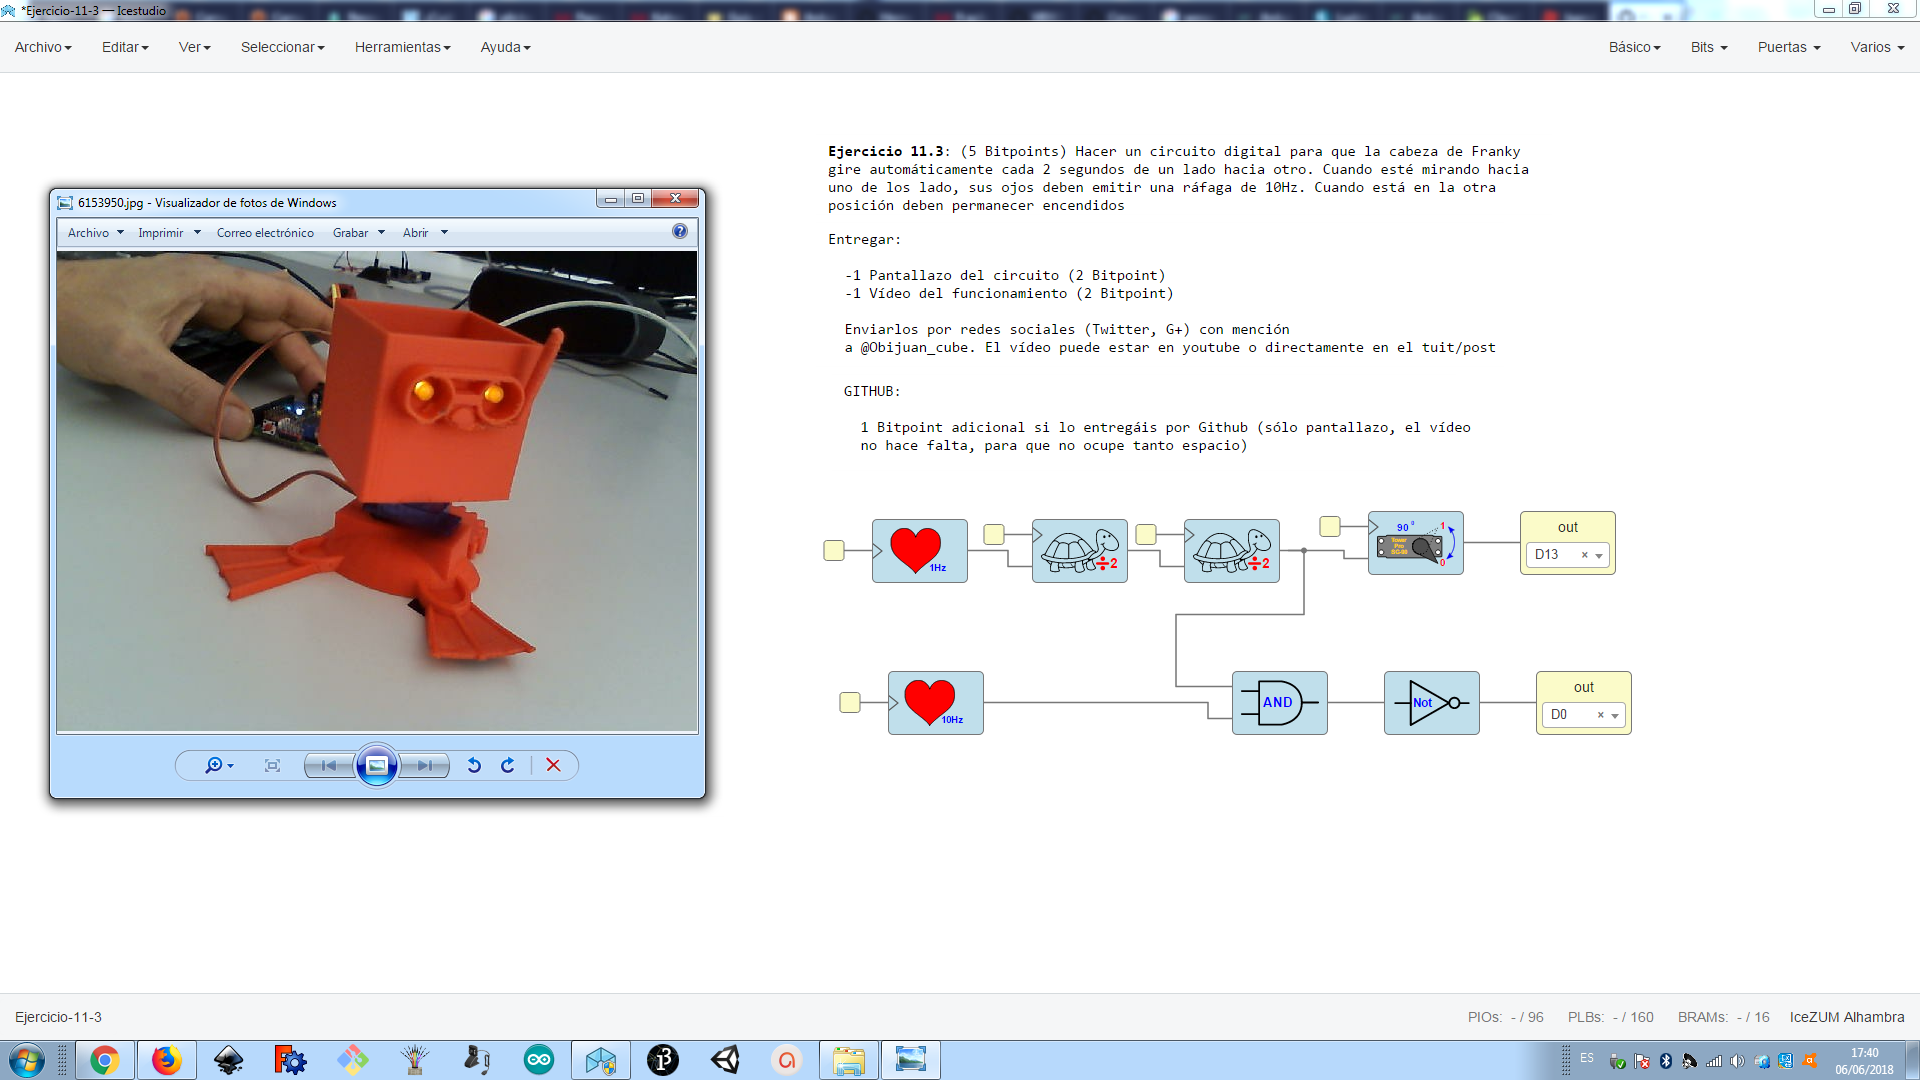 *Ejercicio-11-3 — Icestudio
Archivo Editar Ver Seleccionar Herramientas Ayuda Básico Bits Puertas Varios
6153950.jpg - Visualizador de fotos de Windows
Archivo Imprimir Correo electrónico Grabar Abrir
Ejercicio 11.3: (5 Bitpoints) Hacer un circuito digital para que la cabeza de Franky
gire automáticamente cada 2 segundos de un lado hacia otro. Cuando esté mirando hacia
uno de los lado, sus ojos deben emitir una ráfaga de 10Hz. Cuando está en la otra
posición deben permanecer encendidos
Entregar:
-1 Pantallazo del circuito (2 Bitpoint)
-1 Vídeo del funcionamiento (2 Bitpoint)
Enviarlos por redes sociales (Twitter, G+) con mención
a @Obijuan_cube. El vídeo puede estar en youtube o directamente en el tuit/post
GITHUB:
1 Bitpoint adicional si lo entregáis por Github (sólo pantallazo, el vídeo
no hace falta, para que no ocupe tanto espacio)
1Hz
÷2
÷2
90º
1
Tower
Pro
SG-90
0
out
D13
10Hz
AND
Not
out
D0
Ejercicio-11-3
PIOs: - / 96 PLBs: - / 160 BRAMs: - / 16 IceZUM Alhambra
ES
17:40
06/06/2018